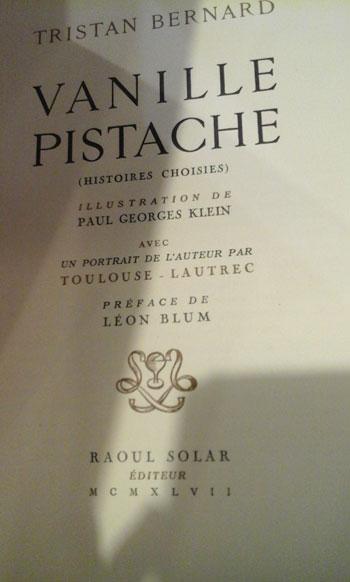 TRISTAN BERNARD
VANILLE
PISTACHE
(HISTOIRES CHOISIES)
ILLUSTRATION DE
PAUL GEORGES KLEIN
AVEC
UN PORTRAIT DE L'AUTEUR PAR
TOULOUSE - LAUTREC
PRÉFACE DE
LÉON BLUM
RAOUL SOLAR
ÉDITEUR
MCMXLVII